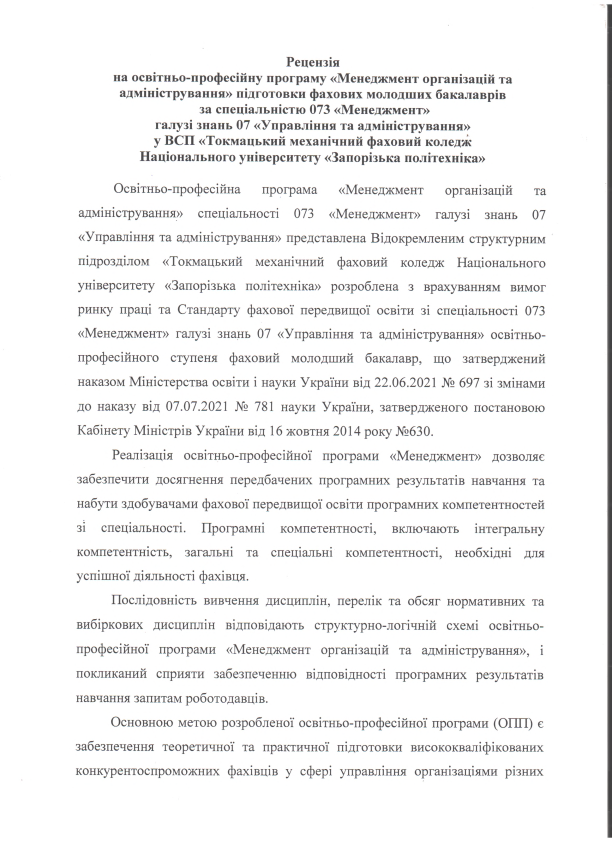 Рецензія
на освітньо-професійну програму «Менеджмент організацій та
адміністрування» підготовки фахових молодших бакалаврів
за спеціальністю 073 «Менеджмент»
галузі знань 07 «Управління та адміністрування»
у ВСП «Токмацький механічний фаховий коледж
Національного університету «Запорізька політехніка»
Освітньо-професійна програма «Менеджмент організацій та
адміністрування» спеціальності 073 «Менеджмент» галузі знань 07
«Управління та адміністрування» представлена Відокремленим структурним
підрозділом «Токмацький механічний фаховий коледж Національного
університету «Запорізька політехніка» розроблена з врахуванням вимог
ринку праці та Стандарту фахової передвищої освіти зі спеціальності 073
«Менеджмент» галузі знань 07 «Управління та адміністрування» освітньо-
професійного ступеня фаховий молодший бакалавр, що затверджений
наказом Міністерства освіти і науки України від 22.06.2021 № 697 зі змінами
до наказу від 07.07.2021 № 781 науки України, затвердженого постановою
Кабінету Міністрів України від 16 жовтня 2014 року №630.
Реалізація освітньо-професійної програми «Менеджмент» дозволяє
забезпечити досягнення передбачених програмних результатів навчання та
набути здобувачами фахової передвищої освіти програмних компетентностей
зі спеціальності. Програмні компетентності, включають інтегральну
компетентність, загальні та спеціальні компетентності, необхідні для
успішної діяльності фахівця.
Послідовність вивчення дисциплін, перелік та обсяг нормативних та
вибіркових дисциплін відповідають структурно-логічній схемі освітньо-
професійної програми «Менеджмент організацій та адміністрування», і
покликаний сприяти забезпеченню відповідності програмних результатів
навчання запитам роботодавців.
Основною метою розробленої освітньо-професійної програми (ОПП) є
забезпечення теоретичної та практичної підготовки висококваліфікованих
конкурентоспроможних фахівців у сфері управління організаціями різних